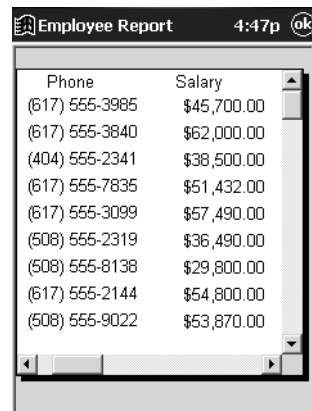 Employee Report 4:47p ok
Phone Salary
(617) 555-3985 $45,700.00
(617) 555-3840 $62,000.00
(404) 555-2341 $38,500.00
(617) 555-7835 $51,432.00
(617) 555-3099 $57,490.00
(508) 555-2319 $36,490.00
(508) 555-8138 $29,800.00
(617) 555-2144 $54,800.00
(508) 555-9022 $53,870.00